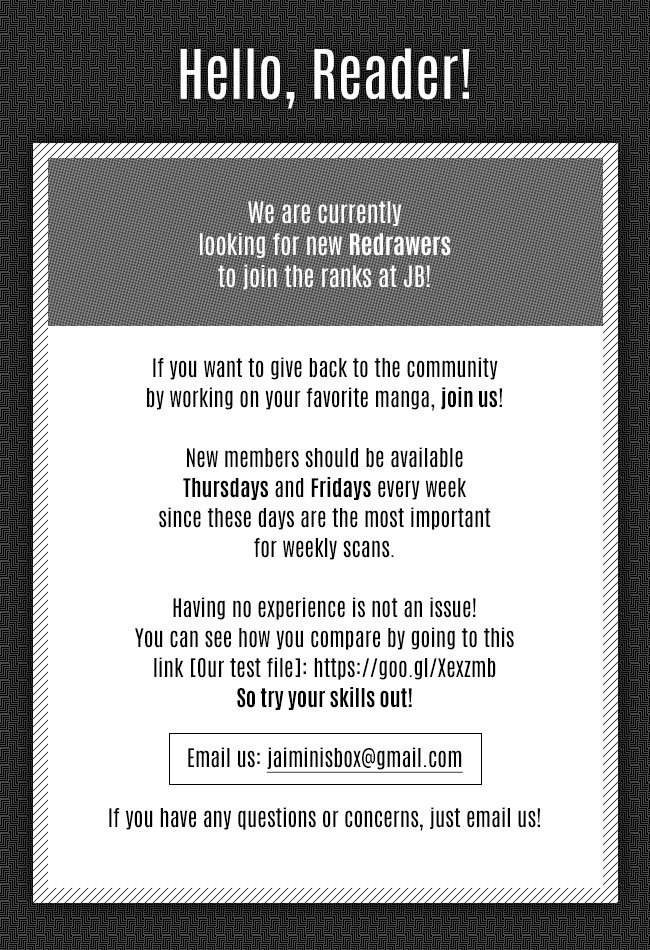 Hello, Reader!
We are currently
looking for new Redrawers
to join the ranks at JB!
If you want to give back to the community
by working on your favorite manga, join us!
New members should be available
Thursdays and Fridays every week
since these days are the most important
for weekly scans.
Having no experience is not an issue!
You can see how you compare by going to this
link [Our test file]: https://goo.gl/Xexzmb
So try your skills out!
Email us: jaiminisbox@gmail.com
If you have any questions or concerns, just email us!